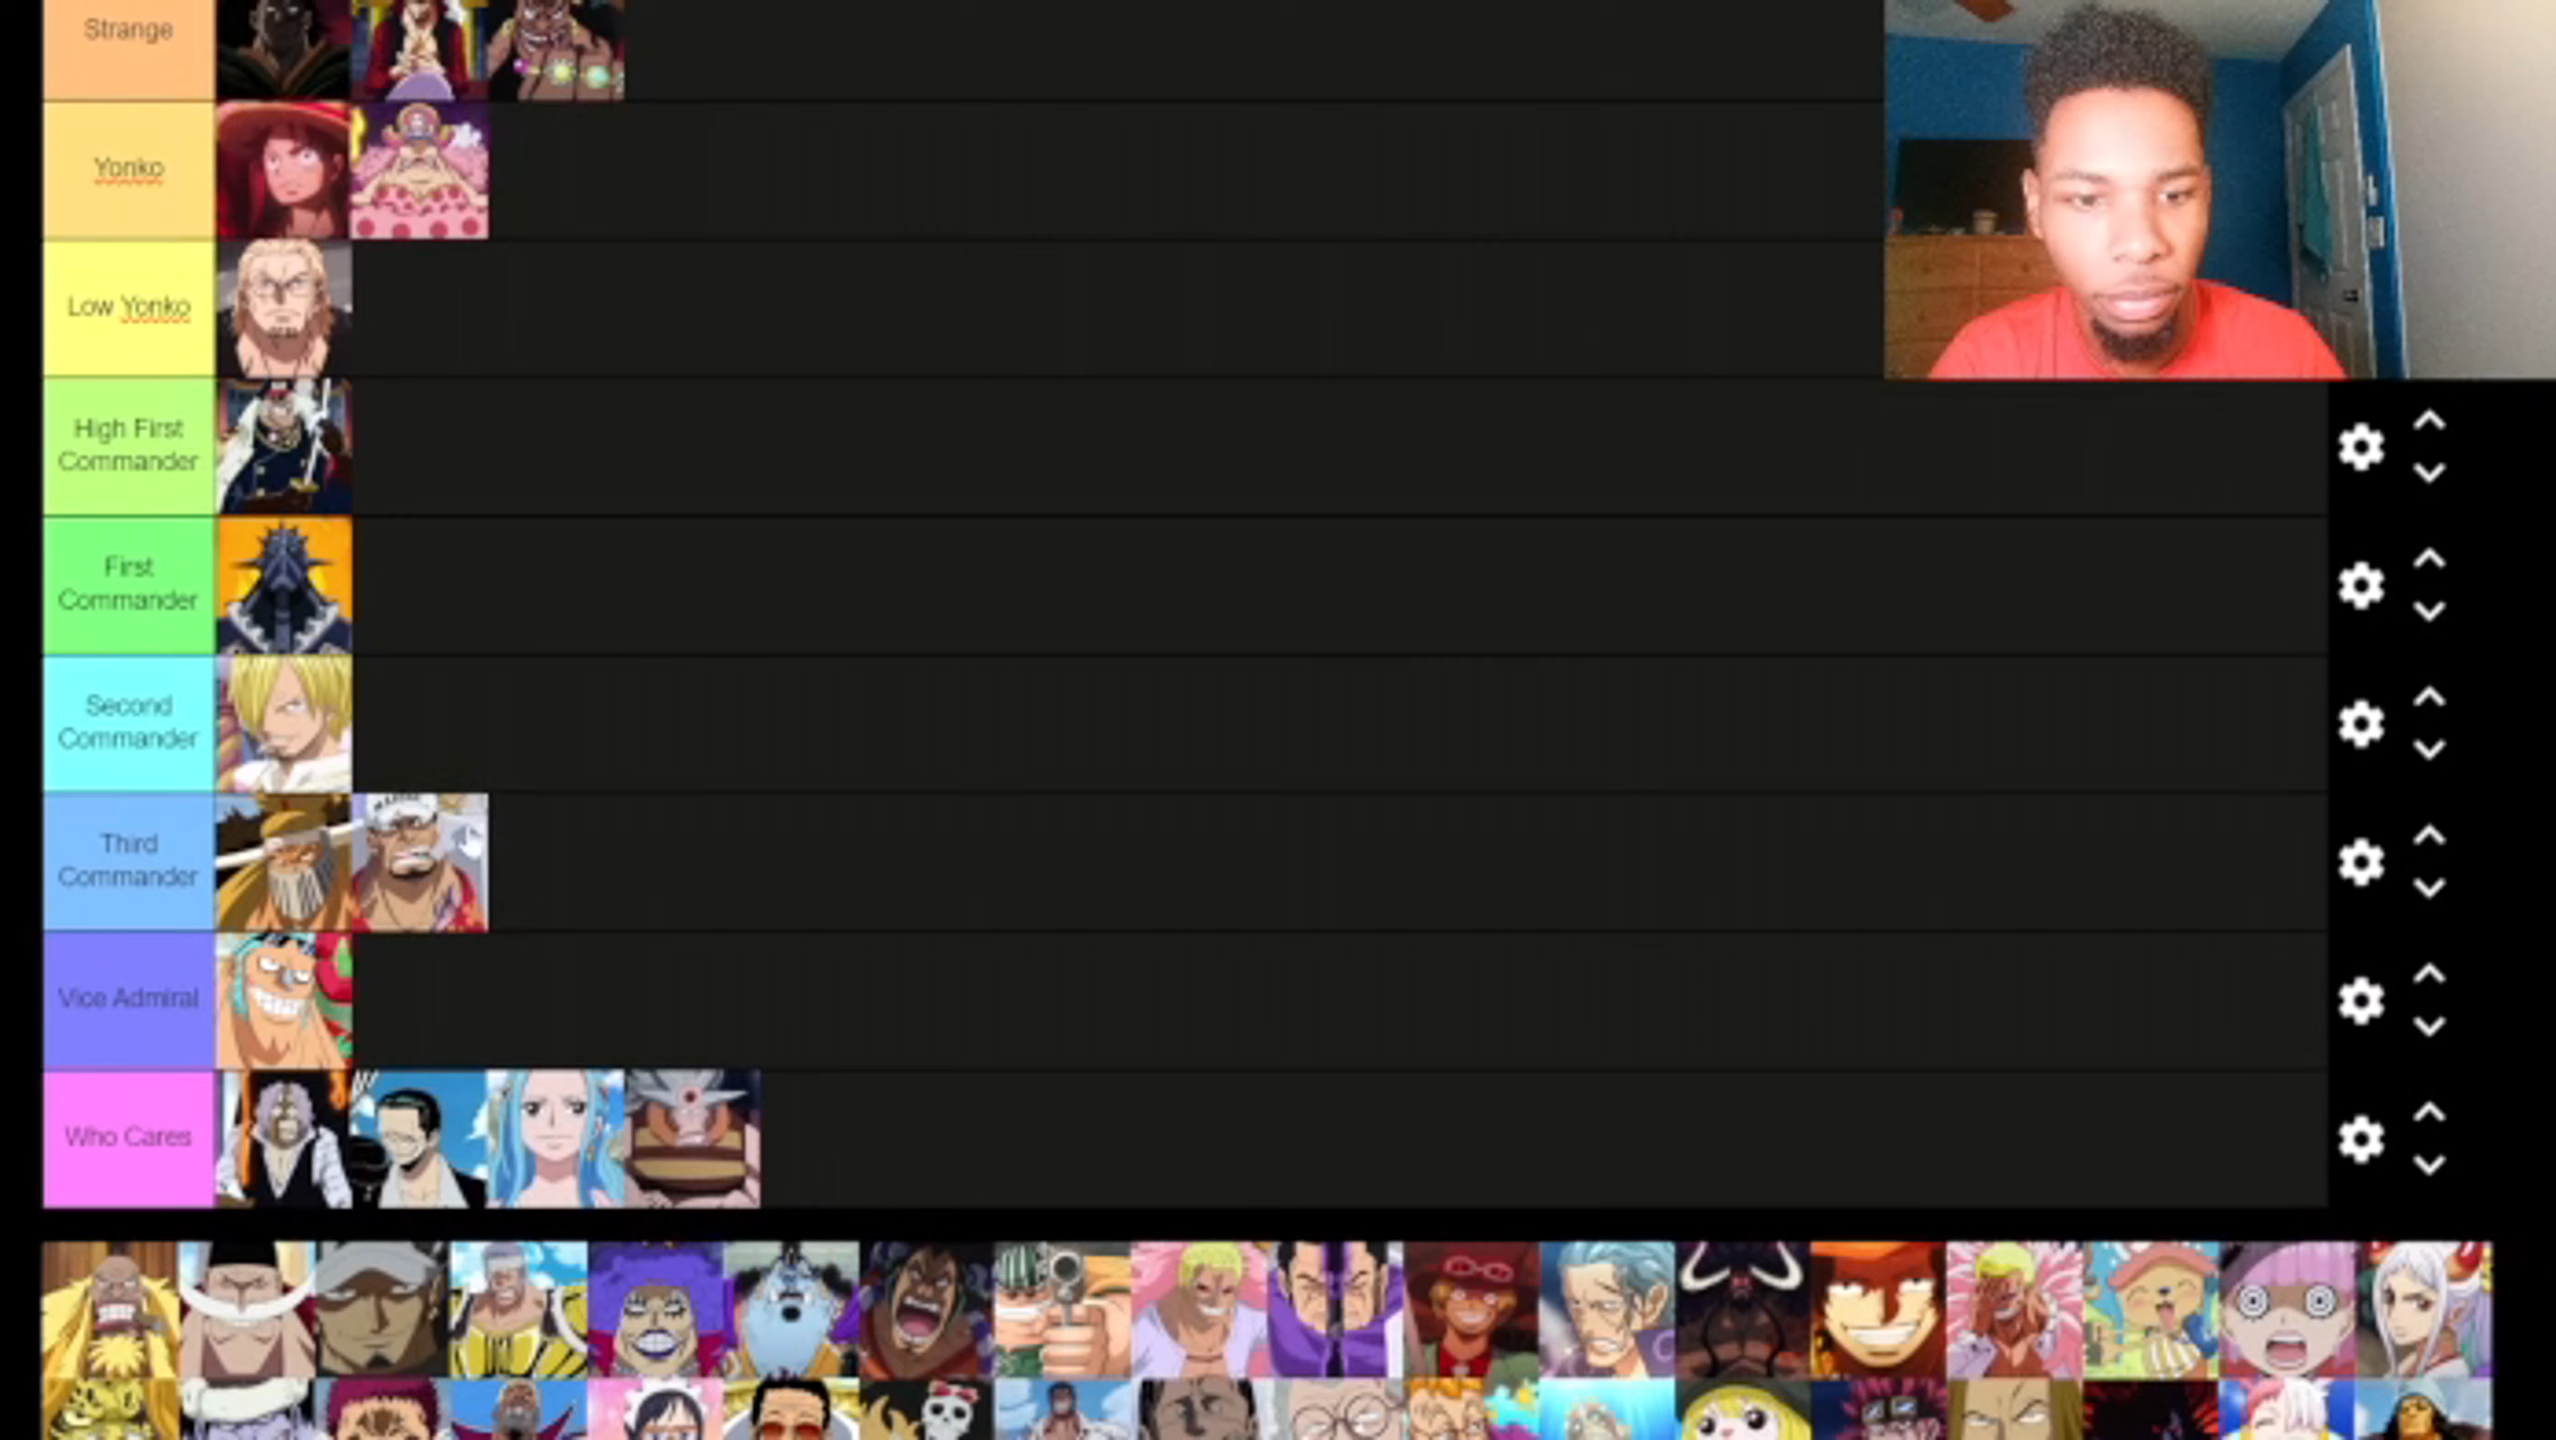 Strange
Yonko
Low Yonko
High First
Commander
First
Commander
Second
Commander
Third
Commander
Vice Admiral
Who Cares